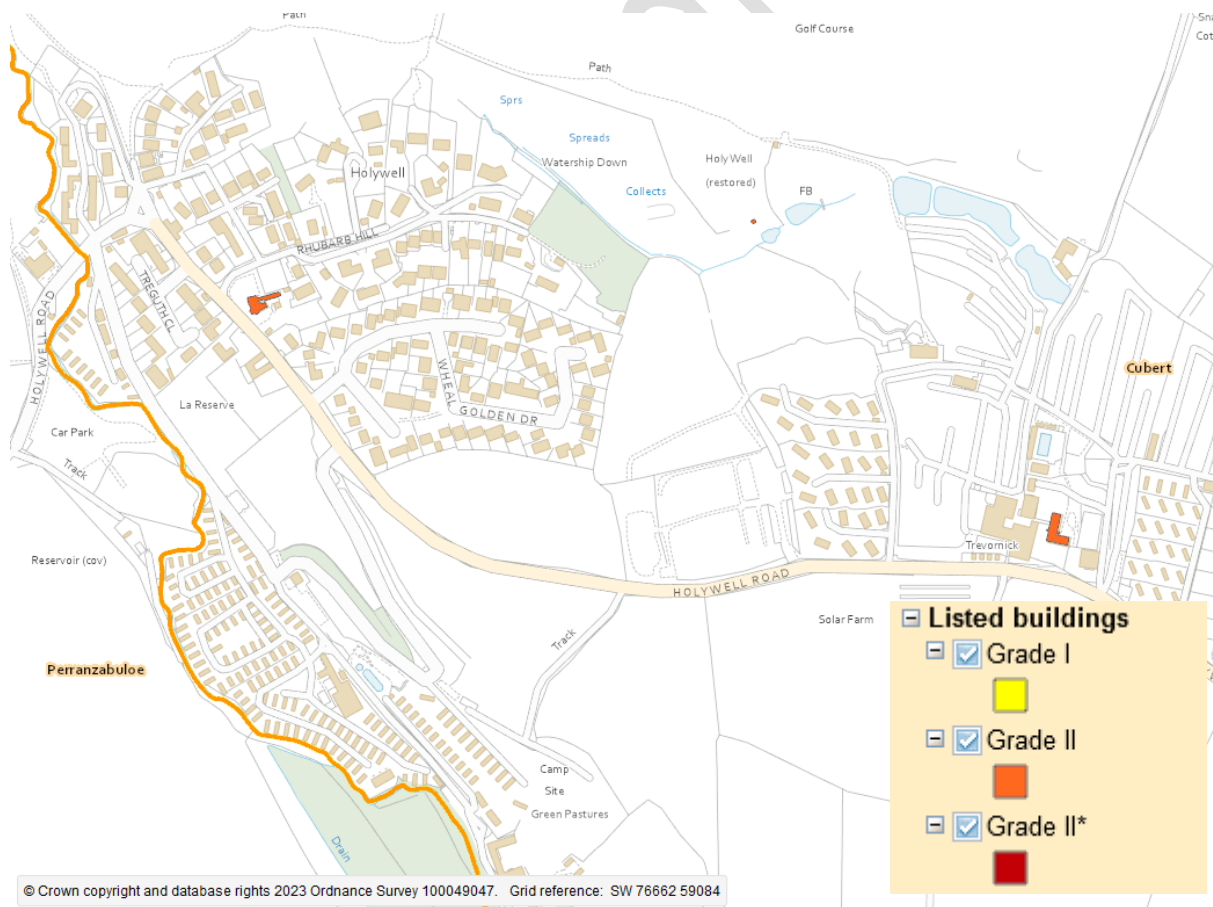 Path
Golf Course
Path
Sprs
Spreads
Watership Down
Collects
Holy Well
(restored)
FB
Holywell
RHUBARB HILL
TREGUTH CL
HOLYWELL ROAD
WHEAL
GOLDEN DR
La Reserve
Car Park
Track
Cubert
Reservoir (cov)
Trevornick
HOLYWELL ROAD
Solar Farm
Track
Perranzabuloe
Camp
Site
Green Pastures
Drain
Listed buildings
Grade I
Grade II
Grade II*
© Crown copyright and database rights 2023 Ordnance Survey 100049047. Grid reference: SW 76662 59084